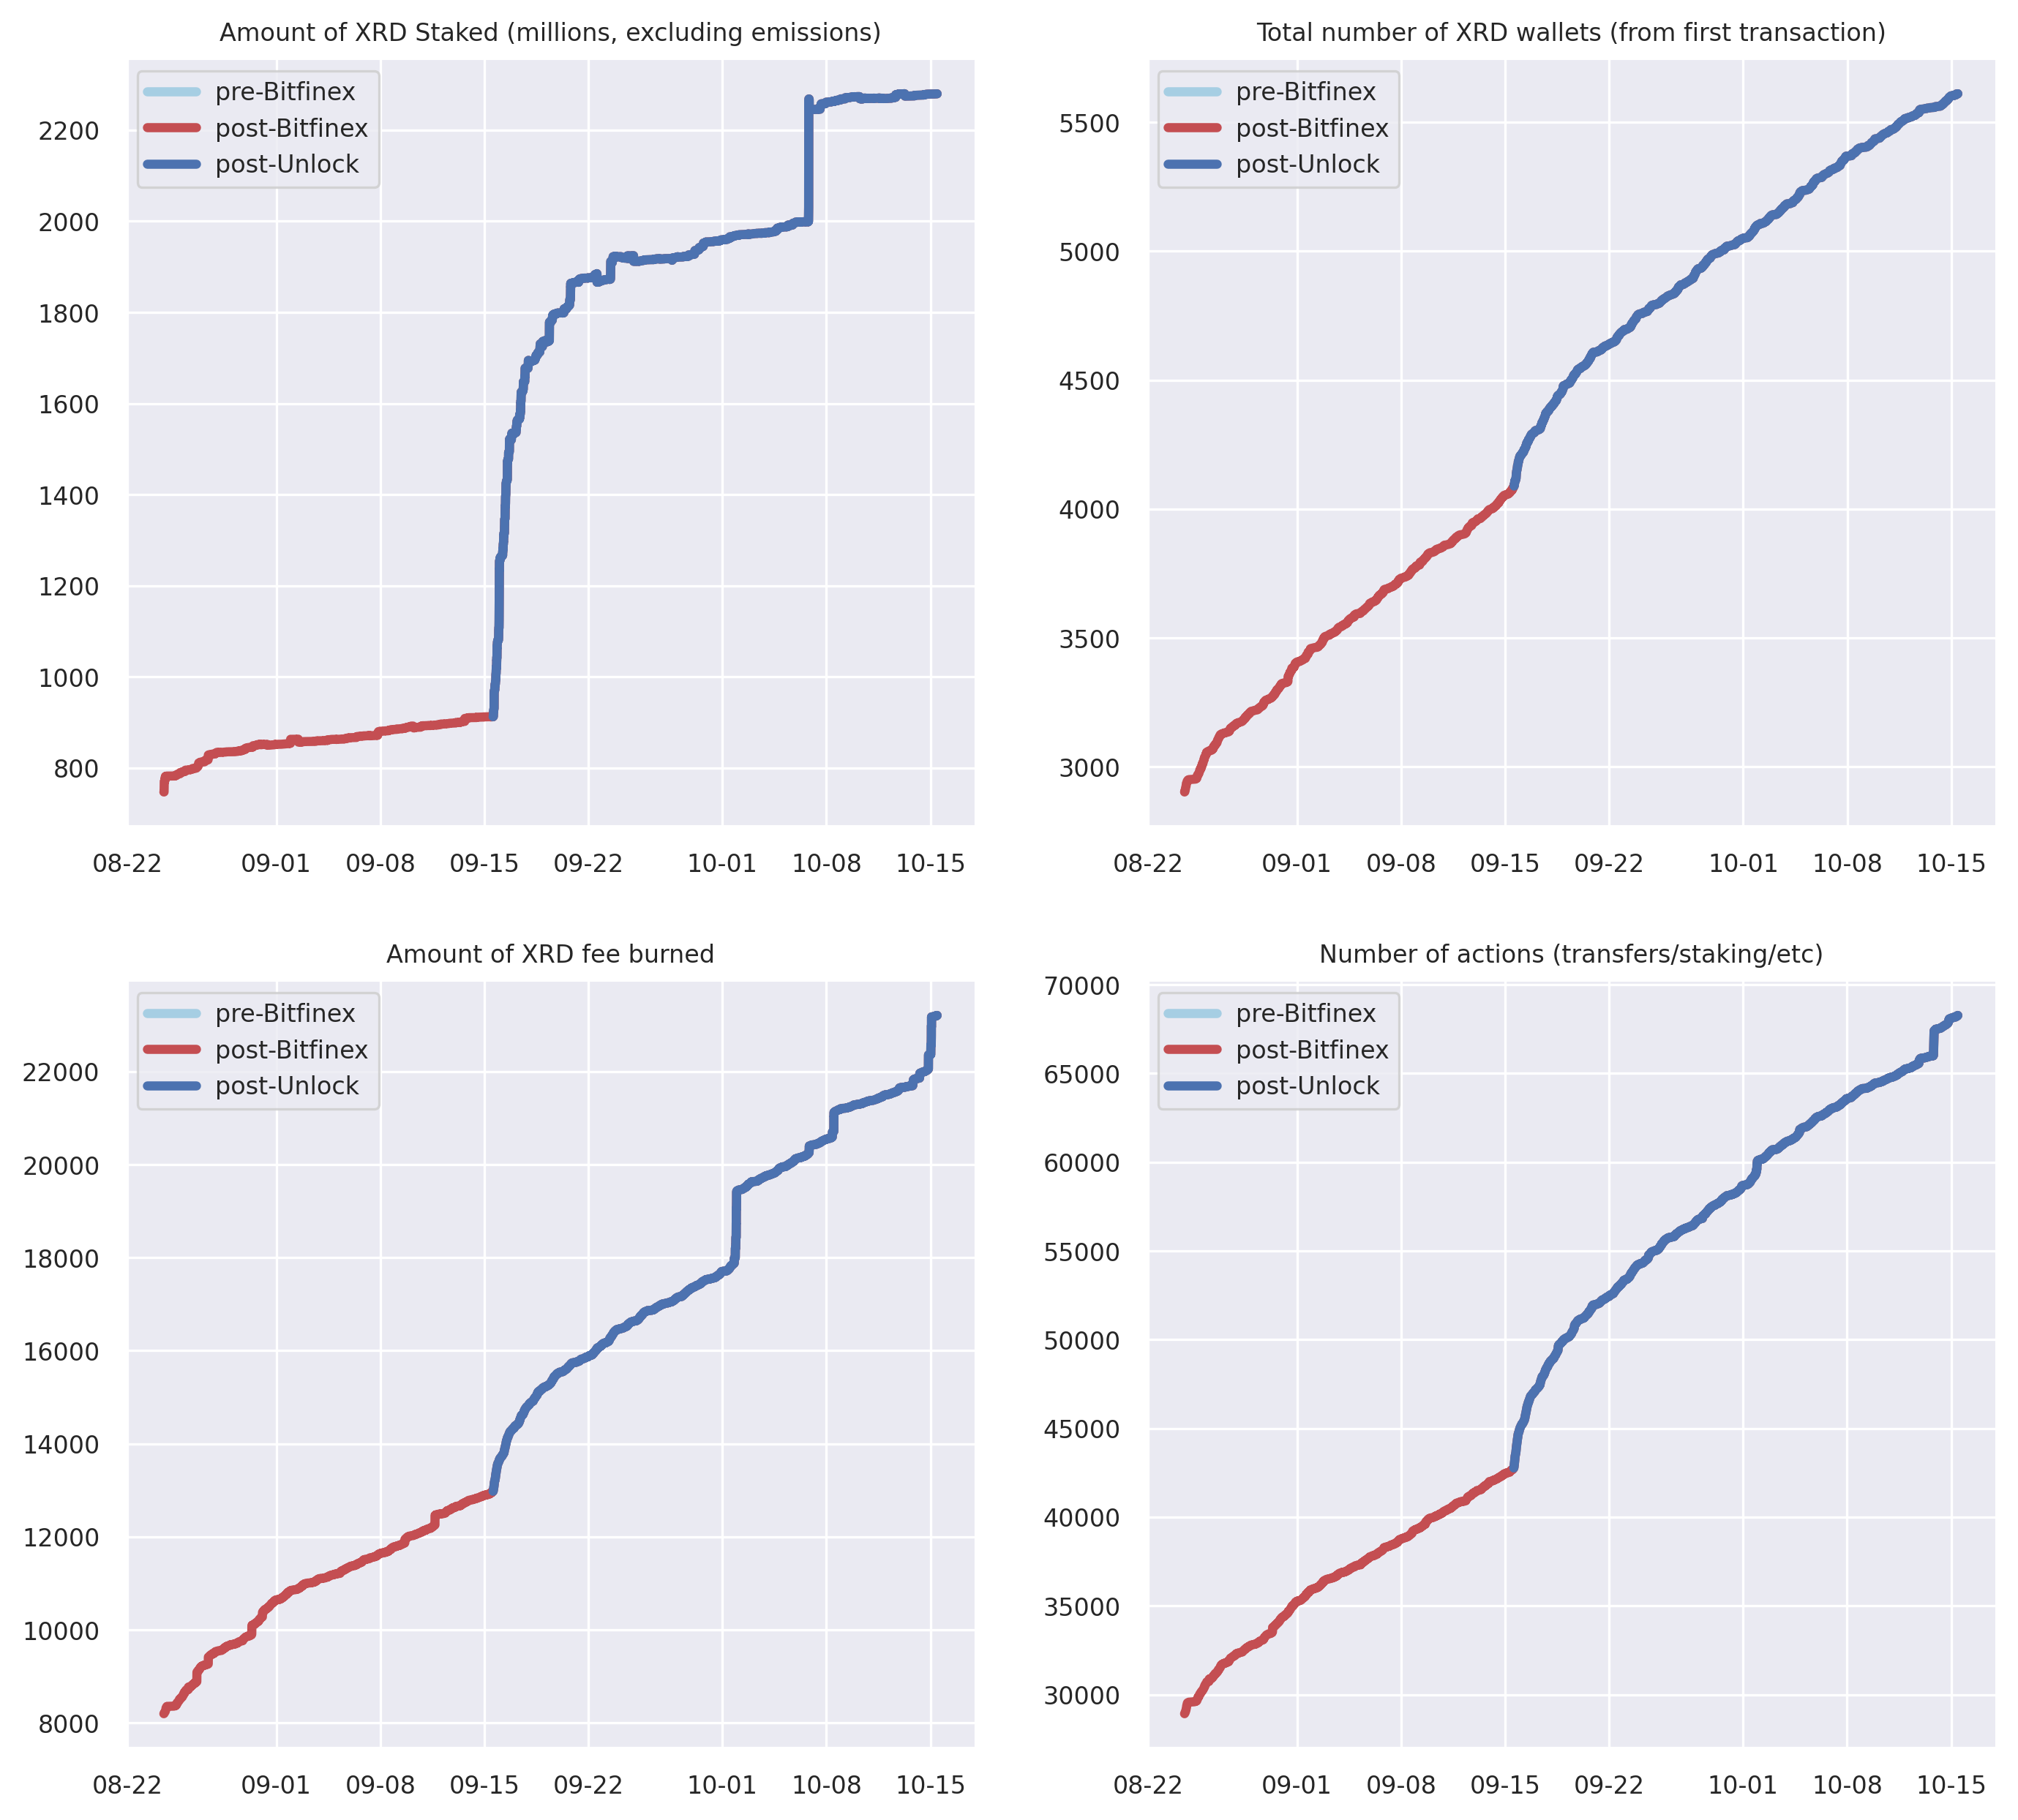 Amount of XRD Staked (millions, excluding emissions)
pre-Bitfinex
post-Bitfinex
post-Unlock
2200
2000
1800
1600
1400
1200
1000
800
08-22 09-01 09-08 09-15 09-22 10-01 10-08 10-15
Total number of XRD wallets (from first transaction)
pre-Bitfinex
post-Bitfinex
post-Unlock
5500
5000
4500
4000
3500
3000
08-22 09-01 09-08 09-15 09-22 10-01 10-08 10-15
Amount of XRD fee burned
pre-Bitfinex
post-Bitfinex
post-Unlock
22000
20000
18000
16000
14000
12000
10000
8000
08-22 09-01 09-08 09-15 09-22 10-01 10-08 10-15
Number of actions (transfers/staking/etc)
pre-Bitfinex
post-Bitfinex
post-Unlock
70000
65000
60000
55000
50000
45000
40000
35000
30000
08-22 09-01 09-08 09-15 09-22 10-01 10-08 10-15